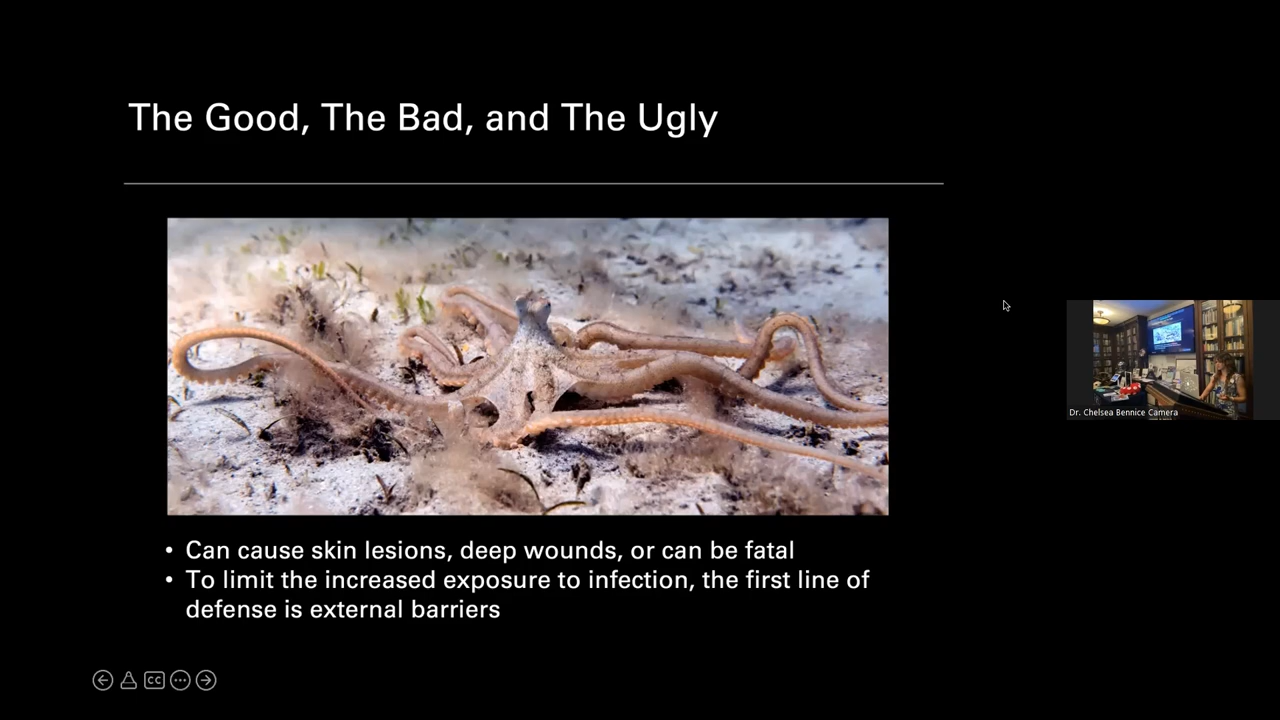 The Good, The Bad, and The Ugly
• Can cause skin lesions, deep wounds, or can be fatal
• To limit the increased exposure to infection, the first line of
defense is external barriers
Dr. Chelsea Bennice Camera
CC